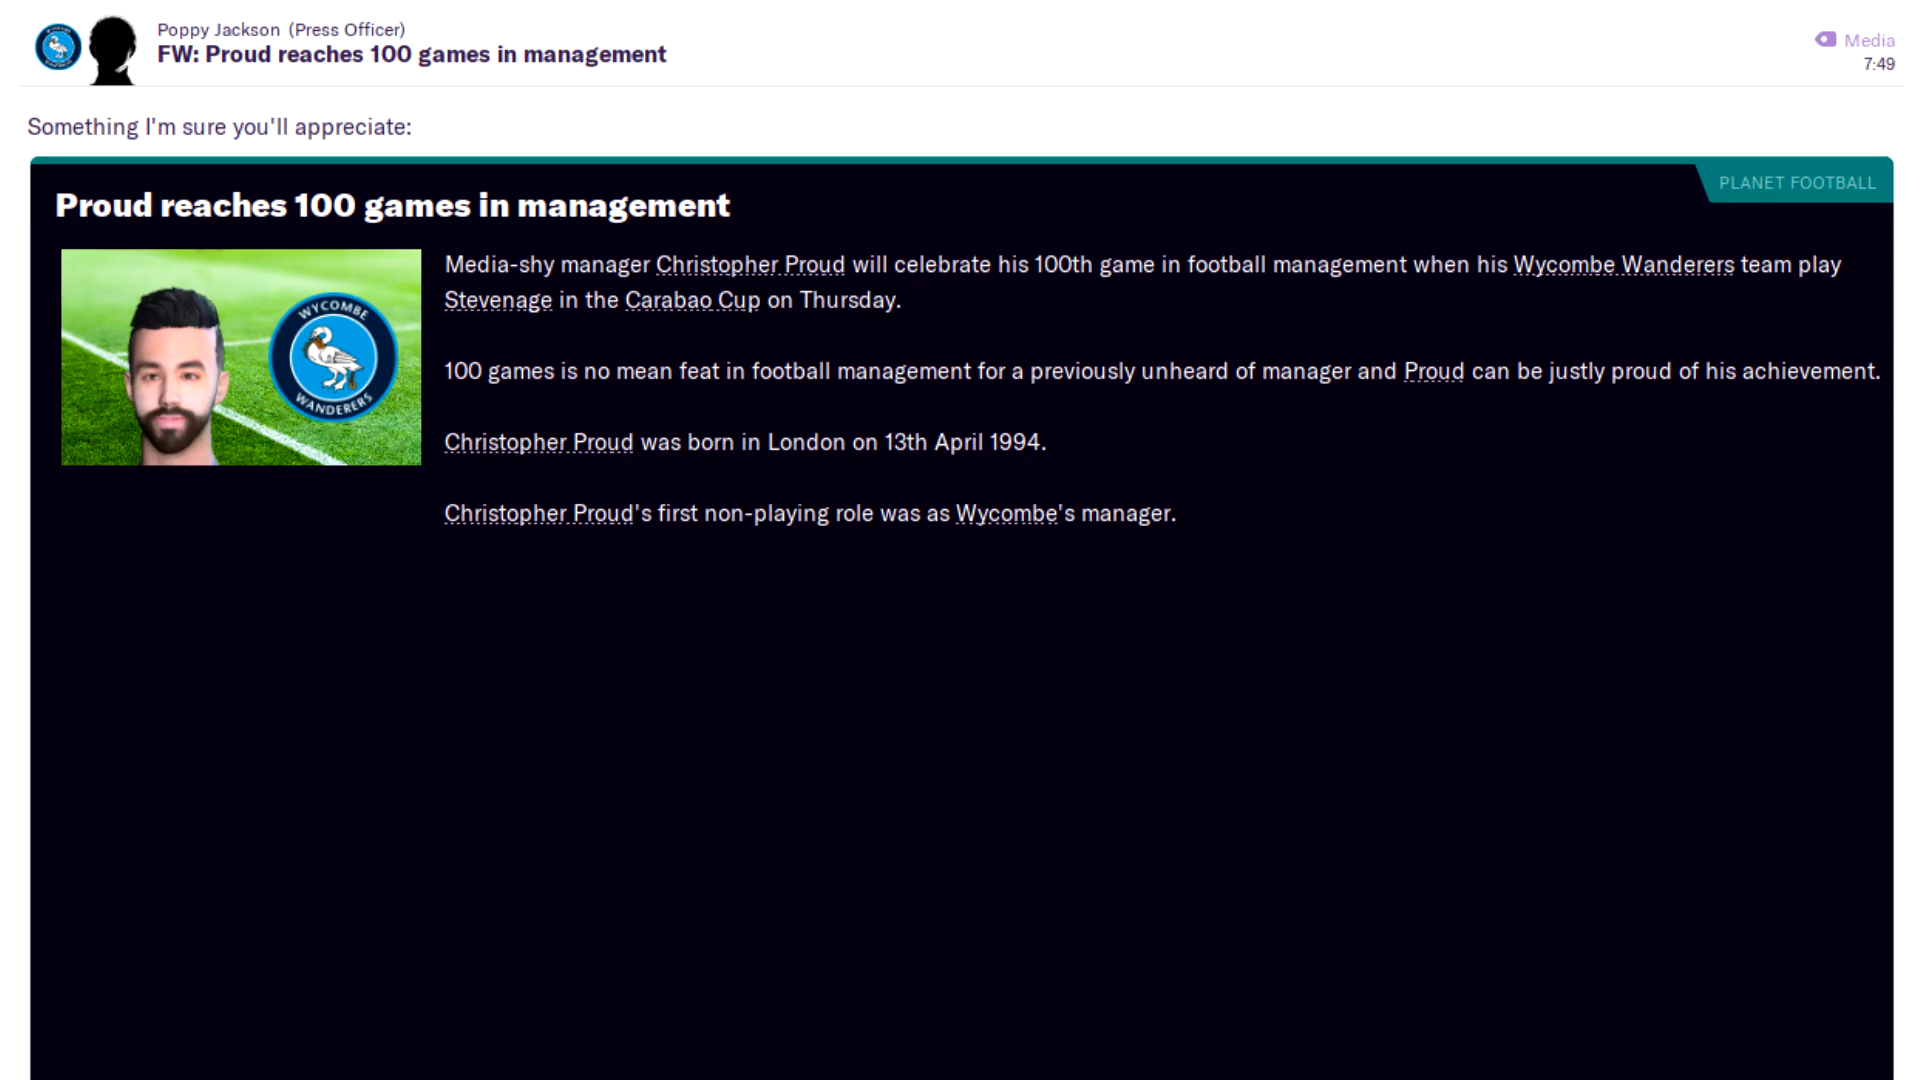 Poppy Jackson (Press Officer)
FW: Proud reaches 100 games in management
Media
7:49
Something I'm sure you'll appreciate:
PLANET FOOTBALL
Proud reaches 100 games in management
WYCOMBE
WANDERERS
Media-shy manager Christopher Proud will celebrate his 100th game in football management when his Wycombe Wanderers team play
Stevenage in the Carabao Cup on Thursday.
100 games is no mean feat in football management for a previously unheard of manager and Proud can be justly proud of his achievement.
Christopher Proud was born in London on 13th April 1994.
Christopher Proud's first non-playing role was as Wycombe's manager.